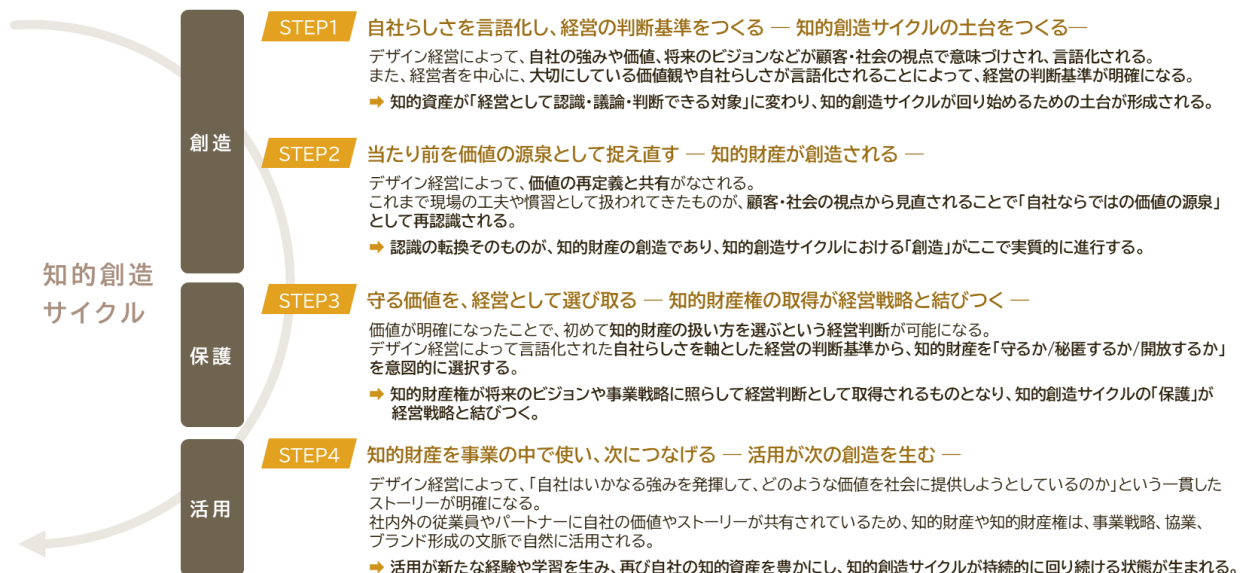 知的創造
サイクル
創造
STEP1 自社らしさを言語化し、経営の判断基準をつくる ― 知的創造サイクルの土台をつくる―
デザイン経営によって、自社の強みや価値、将来のビジョンなどが顧客・社会の視点で意味づけされ、言語化される。
また、経営者を中心に、大切にしている価値観や自社らしさが言語化されることによって、経営の判断基準が明確になる。
➡ 知的資産が「経営として認識・議論・判断できる対象」に変わり、知的創造サイクルが回り始めるための土台が形成される。
STEP2 当たり前を価値の源泉として捉え直す ― 知的財産が創造される ―
デザイン経営によって、価値の再定義と共有がなされる。
これまで現場の工夫や慣習として扱われてきたものが、顧客・社会の視点から見直されることで「自社ならではの価値の源泉」
として再認識される。
➡ 認識の転換そのものが、知的財産の創造であり、知的創造サイクルにおける「創造」がここで実質的に進行する。
保護
STEP3 守る価値を、経営として選び取る ― 知的財産権の取得が経営戦略と結びつく ―
価値が明確になったことで、初めて知的財産の扱い方を選ぶという経営判断が可能になる。
デザイン経営によって言語化された自社らしさを軸とした経営の判断基準から、知的財産を「守るか/秘匿するか/開放するか」
を意図的に選択する。
➡ 知的財産権が将来のビジョンや事業戦略に照らして経営判断として取得されるものとなり、知的創造サイクルの「保護」が
経営戦略と結びつく。
活用
STEP4 知的財産を事業の中で使い、次につなげる ― 活用が次の創造を生む ―
デザイン経営によって、「自社はいかなる強みを発揮して、どのような価値を社会に提供しようとしているのか」という一貫した
ストーリーが明確になる。
社内外の従業員やパートナーに自社の価値やストーリーが共有されているため、知的財産や知的財産権は、事業戦略、協業、
ブランド形成の文脈で自然に活用される。
➡ 活用が新たな経験や学習を生み、再び自社の知的資産を豊かにし、知的創造サイクルが持続的に回り続ける状態が生まれる。